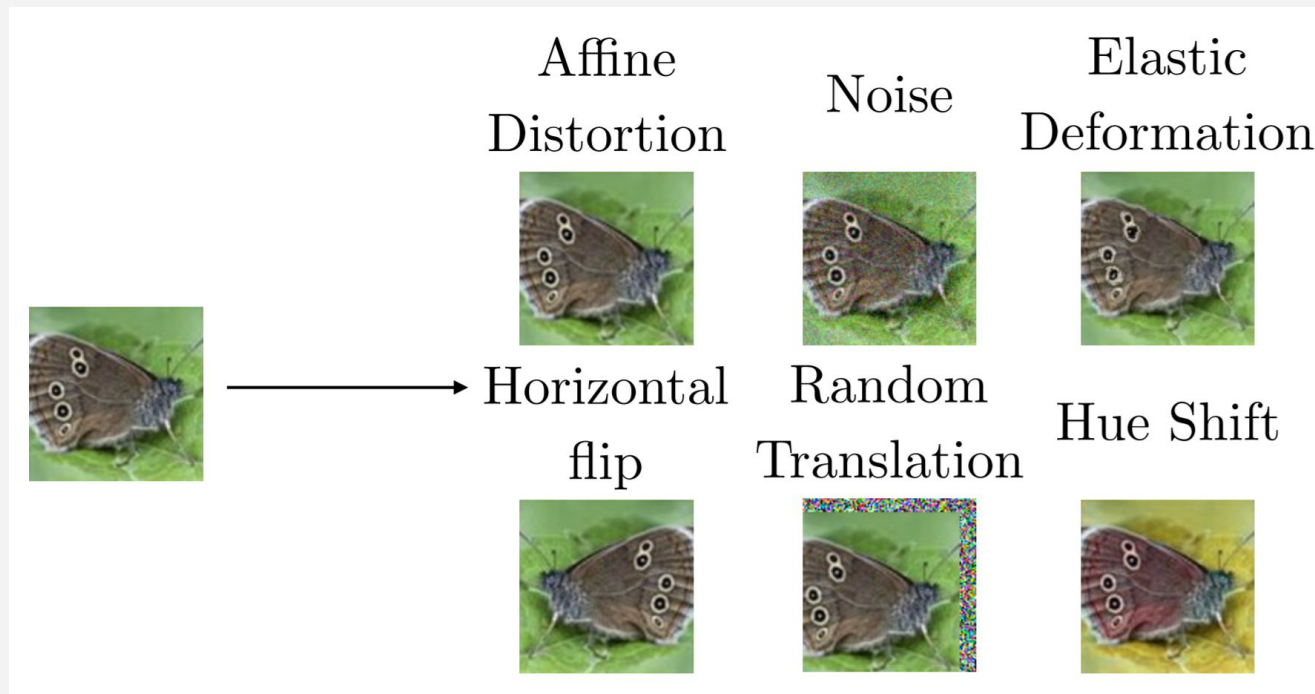 Affine
Distortion
Noise
Elastic
Deformation
Horizontal
flip
Random
Translation
Hue Shift